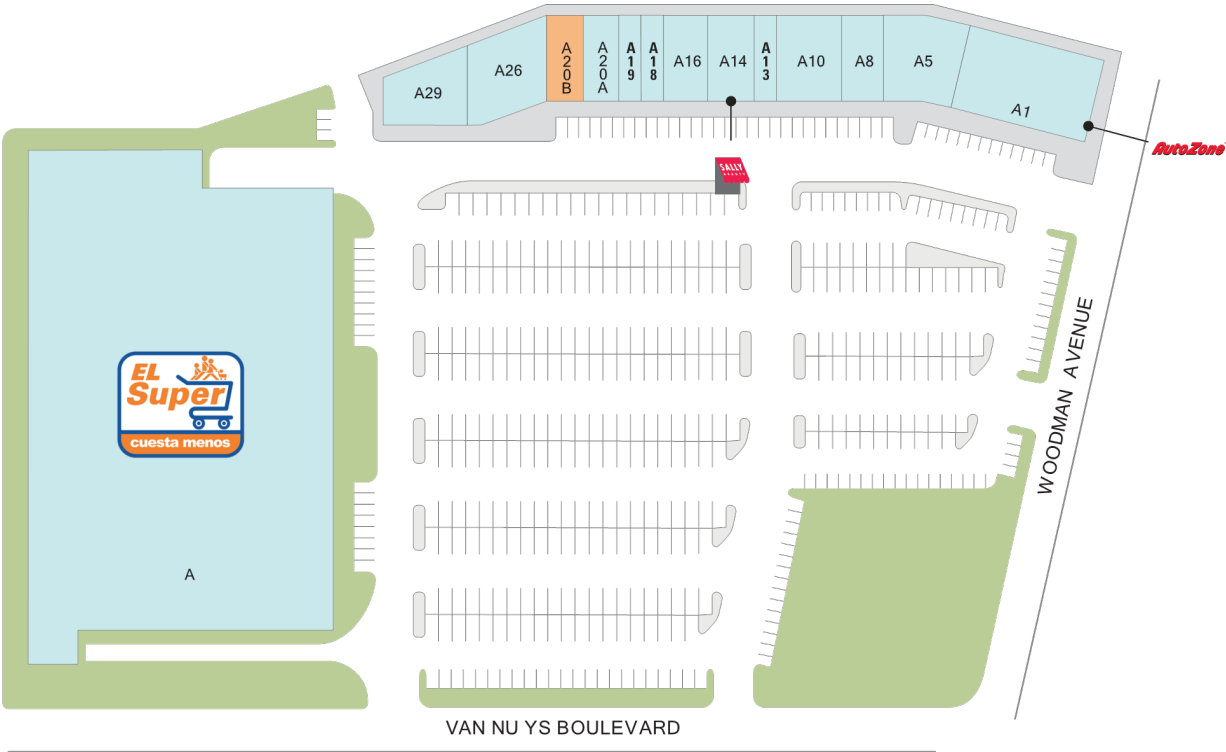 A29
A26
A20B
A20A
A19
A18
A16
A14
A13
A10
A8
A5
A1
AutoZone
SALLY
BEAUTY
EL
Super
cuesta menos
A
WOODMAN AVENUE
VAN NU YS BOULEVARD